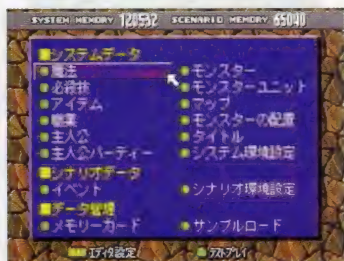 SYSTEM MEMORY 120532 SCENARIO MEMORY 65040
■システムデータ
魔法
必殺技
アイテム
職業
主人公
主人公パーティー
モンスター
モンスターユニット
マップ
モンスターの配置
タイトル
システム環境設定
■シナリオデータ
イベント
シナリオ環境設定
■データ管理
メモリーカード
サンプルロード
エディタ設定
テストプレイ